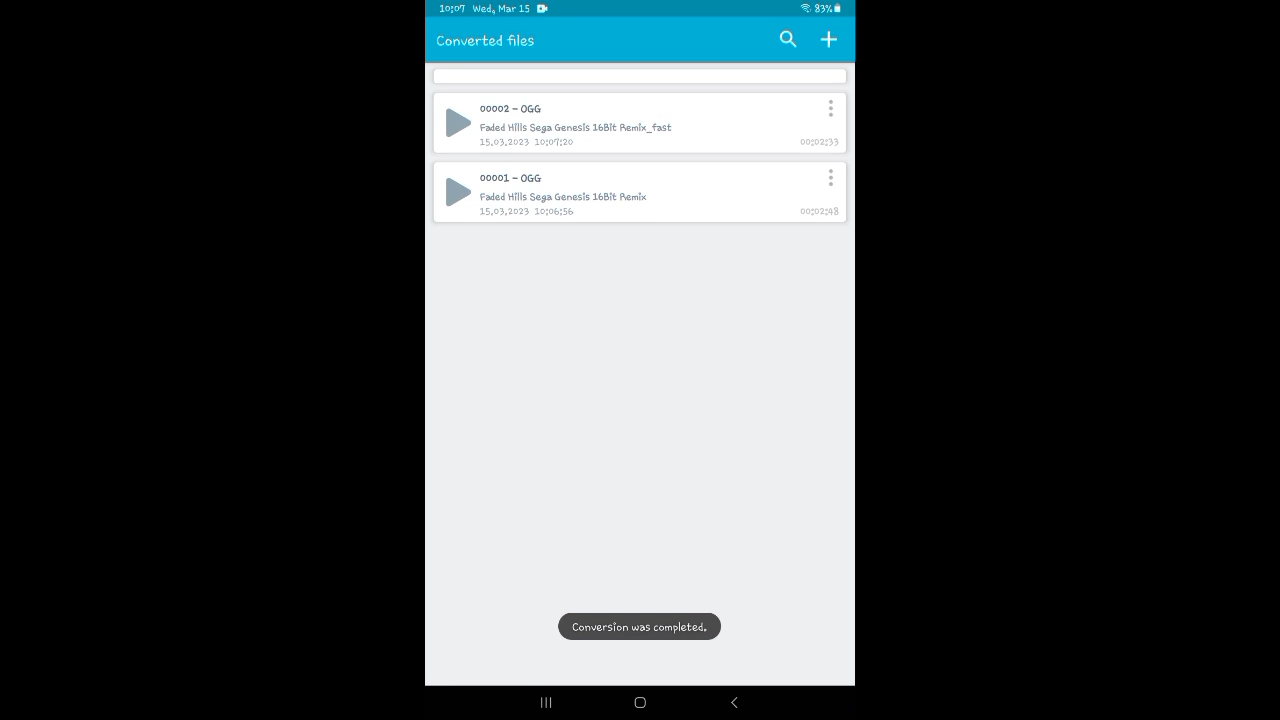 10:07 Wed, Mar 15 83%
Converted files
00002 - OGG
Faded Hills Sega Genesis 16Bit Remix_fast
15.03.2023 10:07:20 00:02:33
00001 - OGG
Faded Hills Sega Genesis 16Bit Remix
15.03.2023 10:06:56 00:02:48
Conversion was completed.